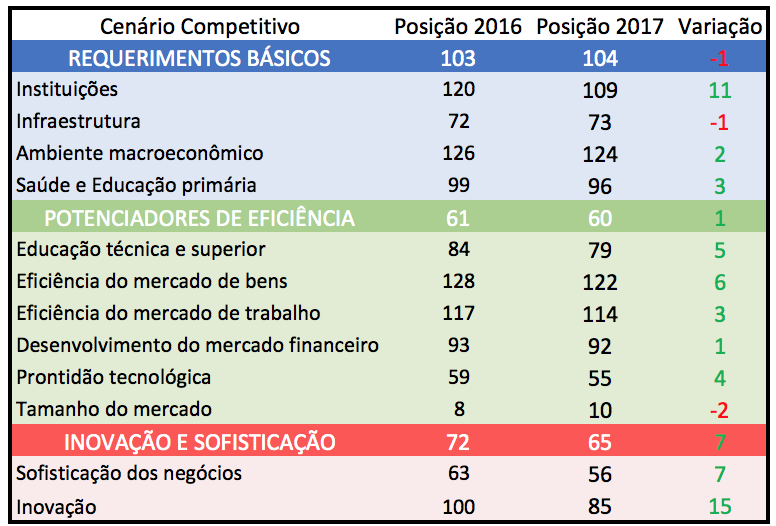 Cenário Competitivo Posição 2016 Posição 2017 Variação
REQUERIMENTOS BÁSICOS 103 104 -1
Instituições 120 109 11
Infraestrutura 72 73 -1
Ambiente macroeconômico 126 124 2
Saúde e Educação primária 99 96 3
POTENCIADORES DE EFICIÊNCIA 61 60 1
Educação técnica e superior 84 79 5
Eficiência do mercado de bens 128 122 6
Eficiência do mercado de trabalho 117 114 3
Desenvolvimento do mercado financeiro 93 92 1
Prontidão tecnológica 59 55 4
Tamanho do mercado 8 10 -2
INOVAÇÃO E SOFISTICAÇÃO 72 65 7
Sofisticação dos negócios 63 56 7
Inovação 100 85 15